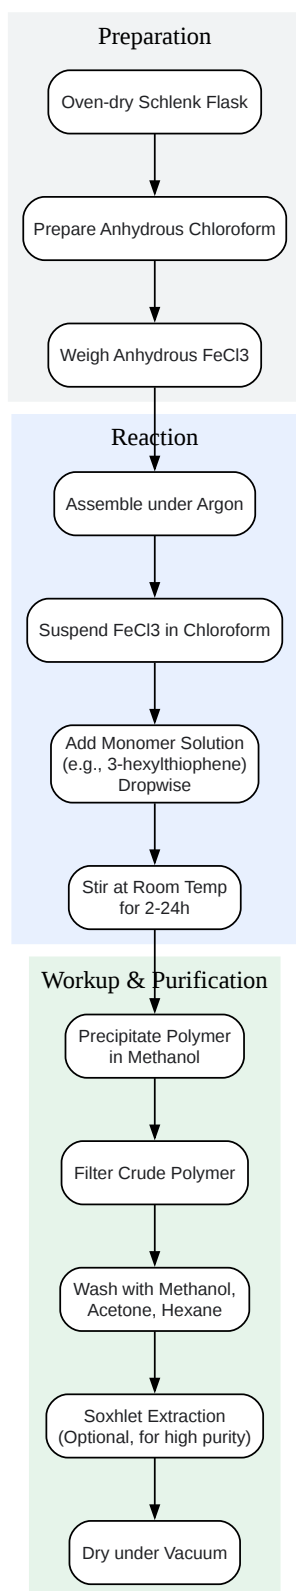 Preparation
Oven-dry Schlenk Flask
Prepare Anhydrous Chloroform
Weigh Anhydrous FeCl3
Reaction
Assemble under Argon
Suspend FeCl3 in Chloroform
Add Monomer Solution
(e.g., 3-hexylthiophene)
Dropwise
Stir at Room Temp
for 2-24h
Workup & Purification
Precipitate Polymer
in Methanol
Filter Crude Polymer
Wash with Methanol,
Acetone, Hexane
Soxhlet Extraction
(Optional, for high purity)
Dry under Vacuum